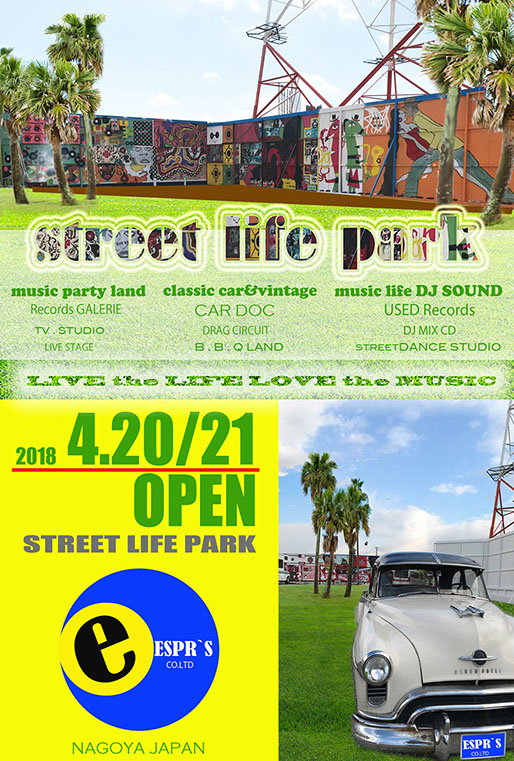 street life park
music party land classic car&vintage music life DJ SOUND
Records GALERIE CAR DOC USED Records
TV . STUDIO DRAG CIRCUIT DJ MIX CD
LIVE STAGE B . B . Q LAND STREETDANCE STUDIO
LIVE the LIFE LOVE the MUSIC
2018 4.20/21
OPEN
STREET LIFE PARK
e ESPR`S
CO.LTD
NAGOYA JAPAN
ESPR`S
CO.LTD